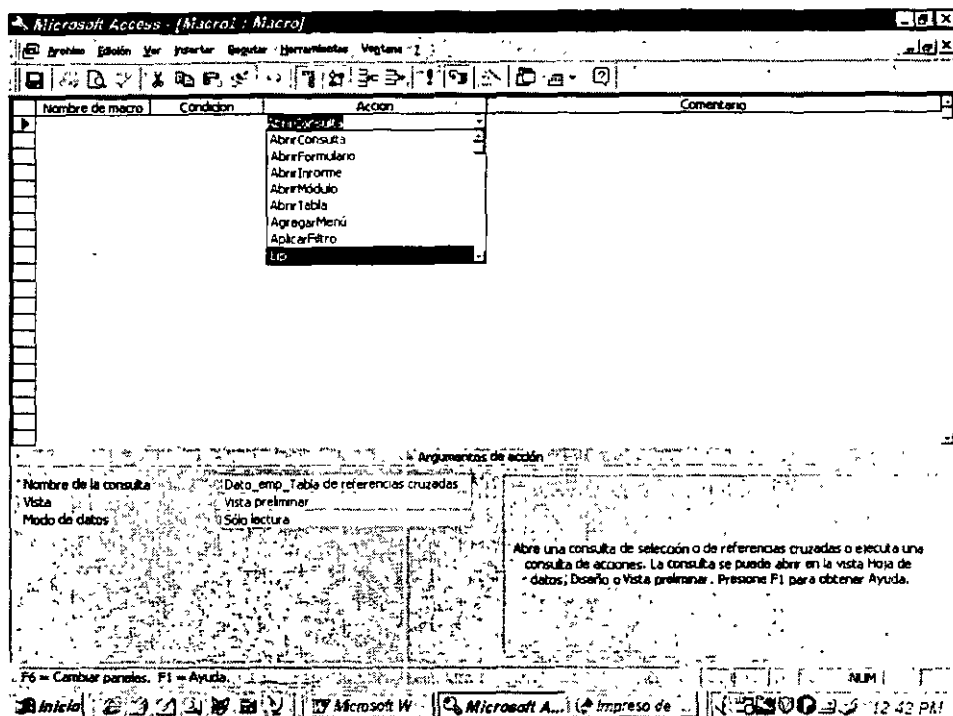 Microsoft Access - [Macro1 : Macro]
Archivo Edición Ver Insertar Ejecutar Herramientas Ventana ?
Nombre de macro Condicion Acción Comentario
AbrirConsulta
AbrirConsulta
AbrirFormulario
AbrirInforme
AbrirMódulo
AbrirTabla
AgregarMenú
AplicarFiltro
Eco
Argumentos de acción
Nombre de la consulta Dato_emp_Tabla de referencias cruzadas
Vista Vista preliminar
Modo de datos Sólo lectura
Abre una consulta de selección o de referencias cruzadas o ejecuta una
consulta de acciones. La consulta se puede abrir en la vista Hoja de
datos, Diseño o Vista preliminar. Presione F1 para obtener Ayuda.
F6 = Cambiar paneles. F1 = Ayuda. NUM
Inicio Microsoft W Microsoft A... Impreso de ... 12:42 PM